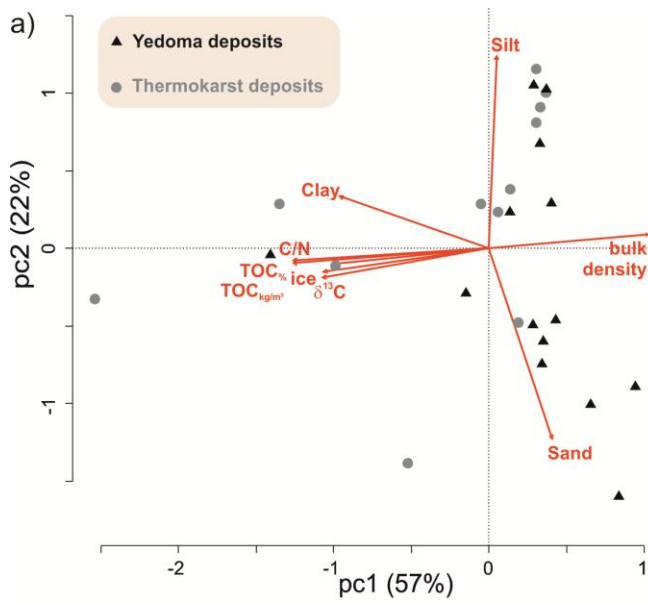 a)
Yedoma deposits
Thermokarst deposits
Silt
Clay
C/N
TOC% ice
TOCkg/m³ δ¹³C
bulk
density
Sand
pc2 (22%)
1
0
-1
-2
-1
0
1
pc1 (57%)